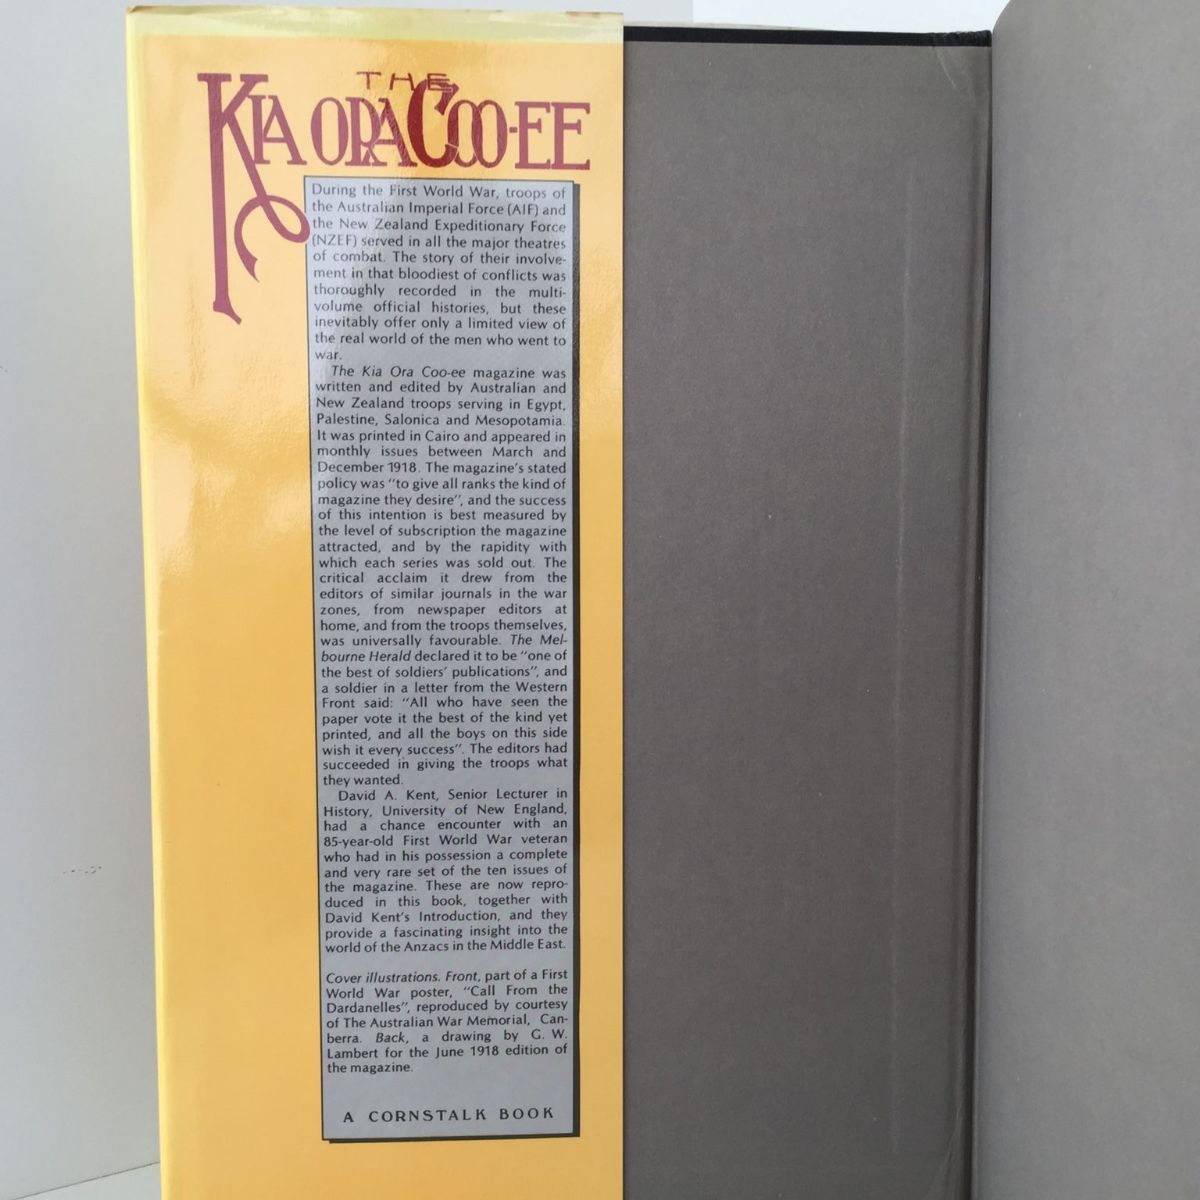 THE
KIA ORA COO-EE
During the First World War, troops of
the Australian Imperial Force (AIF) and
the New Zealand Expeditionary Force
(NZEF) served in all the major theatres
of combat. The story of their involve-
ment in that bloodiest of conflicts was
thoroughly recorded in the multi-
volume official histories, but these
inevitably offer only a limited view of
the real world of the men who went to
war.
The Kia Ora Coo-ee magazine was
written and edited by Australian and
New Zealand troops serving in Egypt,
Palestine, Salonica and Mesopotamia.
It was printed in Cairo and appeared in
monthly issues between March and
December 1918. The magazine's stated
policy was "to give all ranks the kind of
magazine they desire", and the success
of this intention is best measured by
the level of subscription the magazine
attracted, and by the rapidity with
which each series was sold out. The
critical acclaim it drew from the
editors of similar journals in the war
zones, from newspaper editors at
home, and from the troops themselves,
was universally favourable. The Mel-
bourne Herald declared it to be "one of
the best of soldiers' publications", and
a soldier in a letter from the Western
Front said: "All who have seen the
paper vote it the best of the kind yet
printed, and all the boys on this side
wish it every success". The editors had
succeeded in giving the troops what
they wanted.
David A. Kent, Senior Lecturer in
History, University of New England,
had a chance encounter with an
85-year-old First World War veteran
who had in his possession a complete
and very rare set of the ten issues of
the magazine. These are now repro-
duced in this book, together with
David Kent's Introduction, and they
provide a fascinating insight into the
world of the Anzacs in the Middle East.
Cover illustrations. Front, part of a First
World War poster, "Call From the
Dardanelles", reproduced by courtesy
of The Australian War Memorial, Can-
berra. Back, a drawing by G. W.
Lambert for the June 1918 edition of
the magazine.
A CORNSTALK BOOK